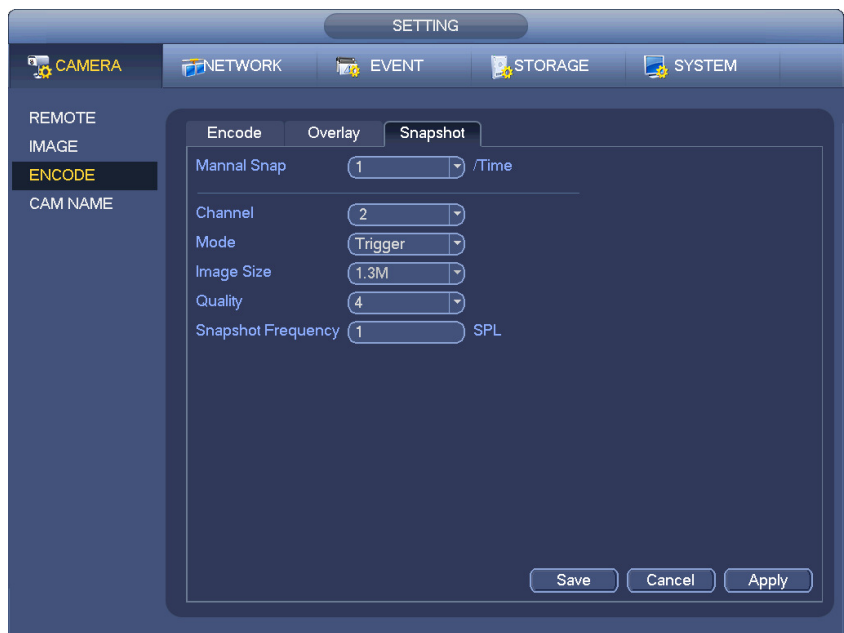 SETTING
CAMERA NETWORK EVENT STORAGE SYSTEM
REMOTE
IMAGE
ENCODE
CAM NAME
Encode Overlay Snapshot
Mannal Snap 1 /Time
Channel 2
Mode Trigger
Image Size 1.3M
Quality 4
Snapshot Frequency 1 SPL
Save Cancel Apply